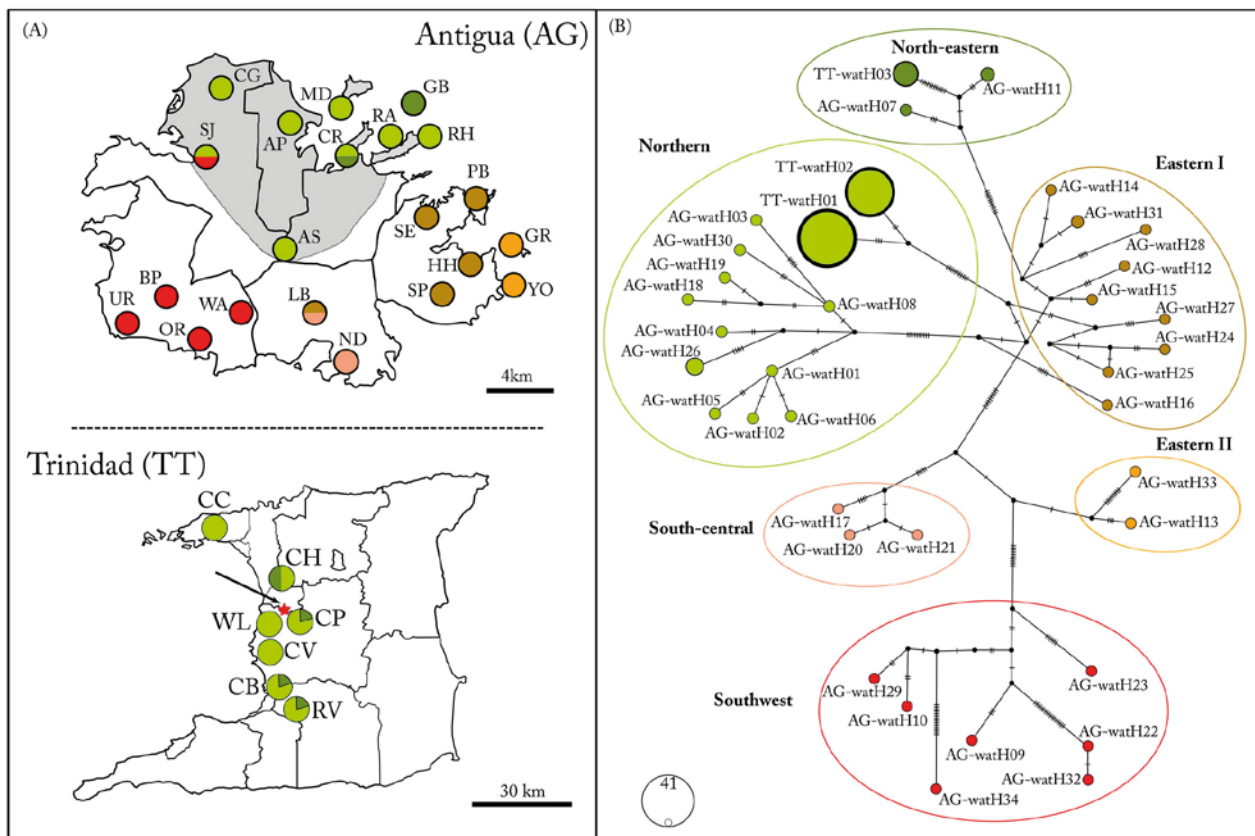 (A)
Antigua (AG)
CG
MD
GB
AP
CR
RA
RH
SJ
PB
SE
AS
GR
HH
BP
SP
YO
UR
WA
LB
OR
ND
4km
Trinidad (TT)
CC
CH
WL
CP
CV
CB
RV
30 km
(B)
North-eastern
TT-watH03
AG-watH11
AG-watH07
Northern
TT-watH02
TT-watH01
AG-watH03
AG-watH30
AG-watH19
AG-watH18
AG-watH08
AG-watH04
AG-watH26
AG-watH01
AG-watH05
AG-watH02
AG-watH06
Eastern I
AG-watH14
AG-watH31
AG-watH28
AG-watH12
AG-watH15
AG-watH27
AG-watH24
AG-watH25
AG-watH16
Eastern II
AG-watH33
AG-watH13
South-central
AG-watH17
AG-watH20
AG-watH21
Southwest
AG-watH29
AG-watH10
AG-watH23
AG-watH22
AG-watH09
AG-watH32
AG-watH34
41